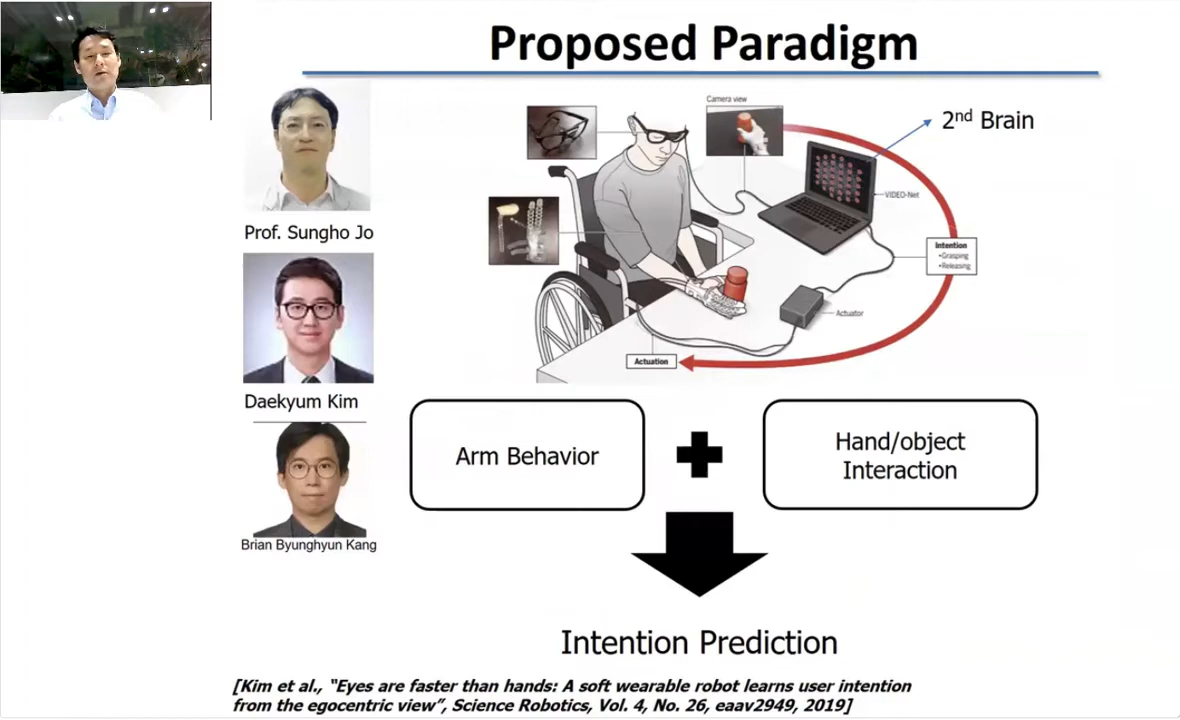 Proposed Paradigm
Prof. Sungho Jo
Daekyum Kim
Brian Byunghyun Kang
Camera view
2nd Brain
VIDEO-Net
Intention
•Grasping
•Releasing
Actuator
Actuation
Arm Behavior
Hand/object
Interaction
Intention Prediction
[Kim et al., “Eyes are faster than hands: A soft wearable robot learns user intention
from the egocentric view”, Science Robotics, Vol. 4, No. 26, eaav2949, 2019]